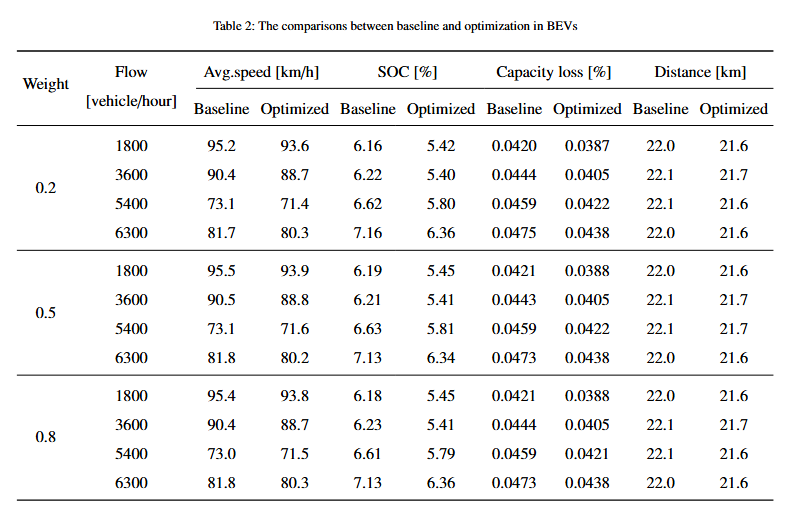 Table 2: The comparisons between baseline and optimization in BEVs
Weight Flow [vehicle/hour] Avg.speed [km/h] SOC [%] Capacity loss [%] Distance [km]
Baseline Optimized Baseline Optimized Baseline Optimized Baseline Optimized
0.2
1800 95.2 93.6 6.16 5.42 0.0420 0.0387 22.0 21.6
3600 90.4 88.7 6.22 5.40 0.0444 0.0405 22.1 21.7
5400 73.1 71.4 6.62 5.80 0.0459 0.0422 22.1 21.6
6300 81.7 80.3 7.16 6.36 0.0475 0.0438 22.0 21.6
0.5
1800 95.5 93.9 6.19 5.45 0.0421 0.0388 22.0 21.6
3600 90.5 88.8 6.21 5.41 0.0443 0.0405 22.1 21.7
5400 73.1 71.6 6.63 5.81 0.0459 0.0422 22.1 21.7
6300 81.8 80.2 7.13 6.34 0.0473 0.0438 22.0 21.6
0.8
1800 95.4 93.8 6.18 5.45 0.0421 0.0388 22.0 21.6
3600 90.4 88.7 6.23 5.41 0.0444 0.0405 22.1 21.7
5400 73.0 71.5 6.61 5.79 0.0459 0.0421 22.1 21.6
6300 81.8 80.3 7.13 6.36 0.0473 0.0438 22.0 21.6